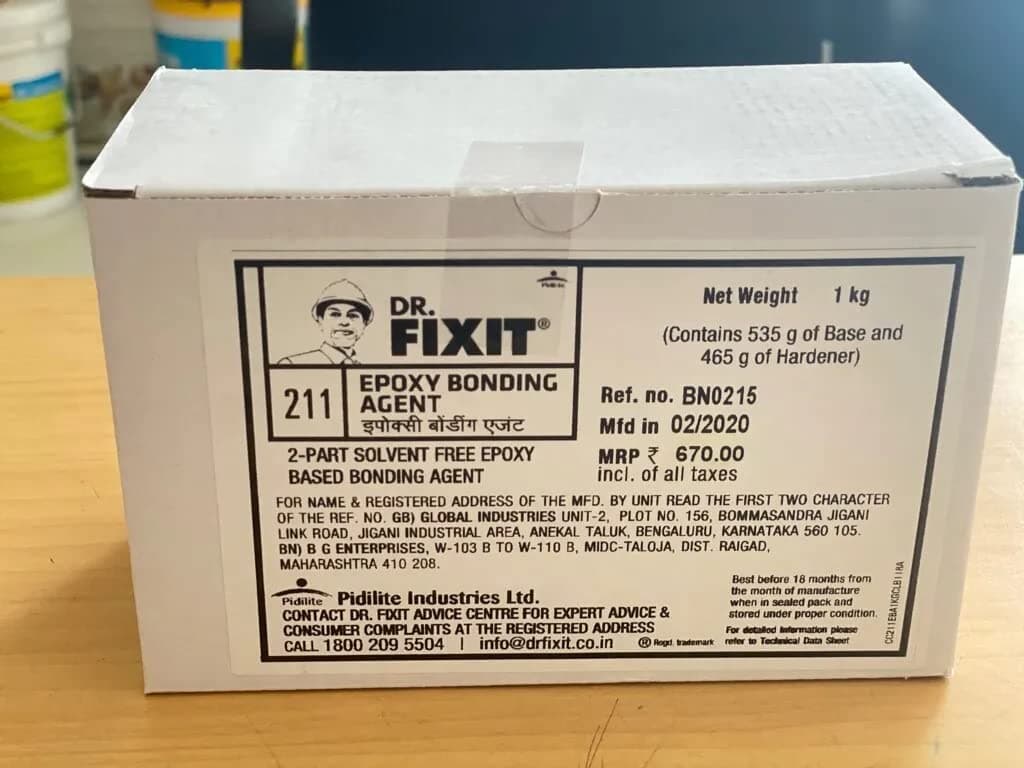 Pidilite
DR.
FIXIT®
211
EPOXY BONDING
AGENT
इपोक्सी बोंडींग एजंट
2-PART SOLVENT FREE EPOXY
BASED BONDING AGENT
Net Weight 1 kg
(Contains 535 g of Base and
465 g of Hardener)
Ref. no. BN0215
Mfd in 02/2020
MRP ₹ 670.00
incl. of all taxes
FOR NAME & REGISTERED ADDRESS OF THE MFD. BY UNIT READ THE FIRST TWO CHARACTER
OF THE REF. NO. GB) GLOBAL INDUSTRIES UNIT-2, PLOT NO. 156, BOMMASANDRA JIGANI
LINK ROAD, JIGANI INDUSTRIAL AREA, ANEKAL TALUK, BENGALURU, KARNATAKA 560 105.
BN) B G ENTERPRISES, W-103 B TO W-110 B, MIDC-TALOJA, DIST. RAIGAD,
MAHARASHTRA 410 208.
Pidilite Pidilite Industries Ltd.
CONTACT DR. FIXIT ADVICE CENTRE FOR EXPERT ADVICE &
CONSUMER COMPLAINTS AT THE REGISTERED ADDRESS
CALL 1800 209 5504 | info@drfixit.co.in ® Regd. trademark
Best before 18 months from
the month of manufacture
when in sealed pack and
stored under proper condition.
For detailed information please
refer to Technical Data Sheet